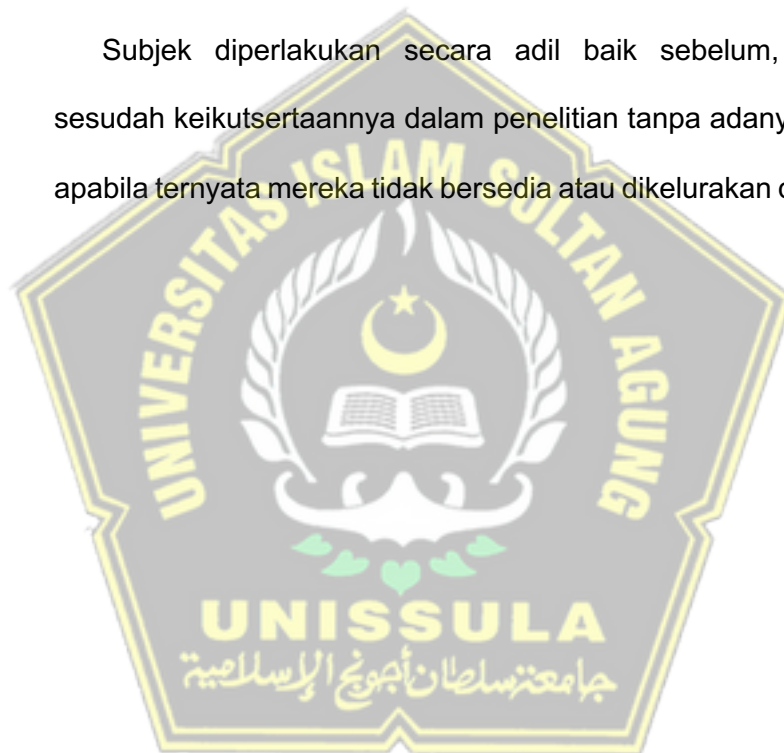 Subjek diperlakukan secara adil baik sebelum,
sesudah keikutsertaannya dalam penelitian tanpa
apabila ternyata mereka tidak bersedia atau dikelurakan
UNIVERSITAS ISLAM SULTAN AGUNG
UNISSULA
جامعة سلطان أجونج الإسلامية